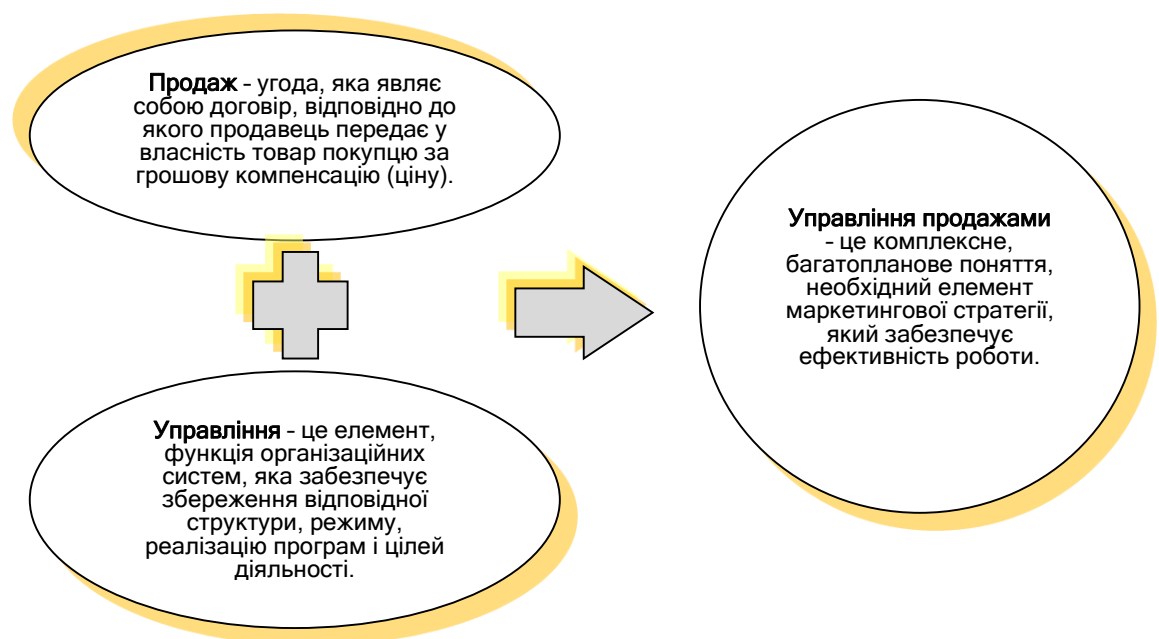 Продаж - угода, яка являє
собою договір, відповідно до
якого продавець передає у
власність товар покупцю за
грошову компенсацію (ціну).
Управління - це елемент,
функція організаційних
систем, яка забезпечує
збереження відповідної
структури, режиму,
реалізацію програм і цілей
діяльності.
Управління продажами
- це комплексне,
багатопланове поняття,
необхідний елемент
маркетингової стратегії,
який забезпечує
ефективність роботи.